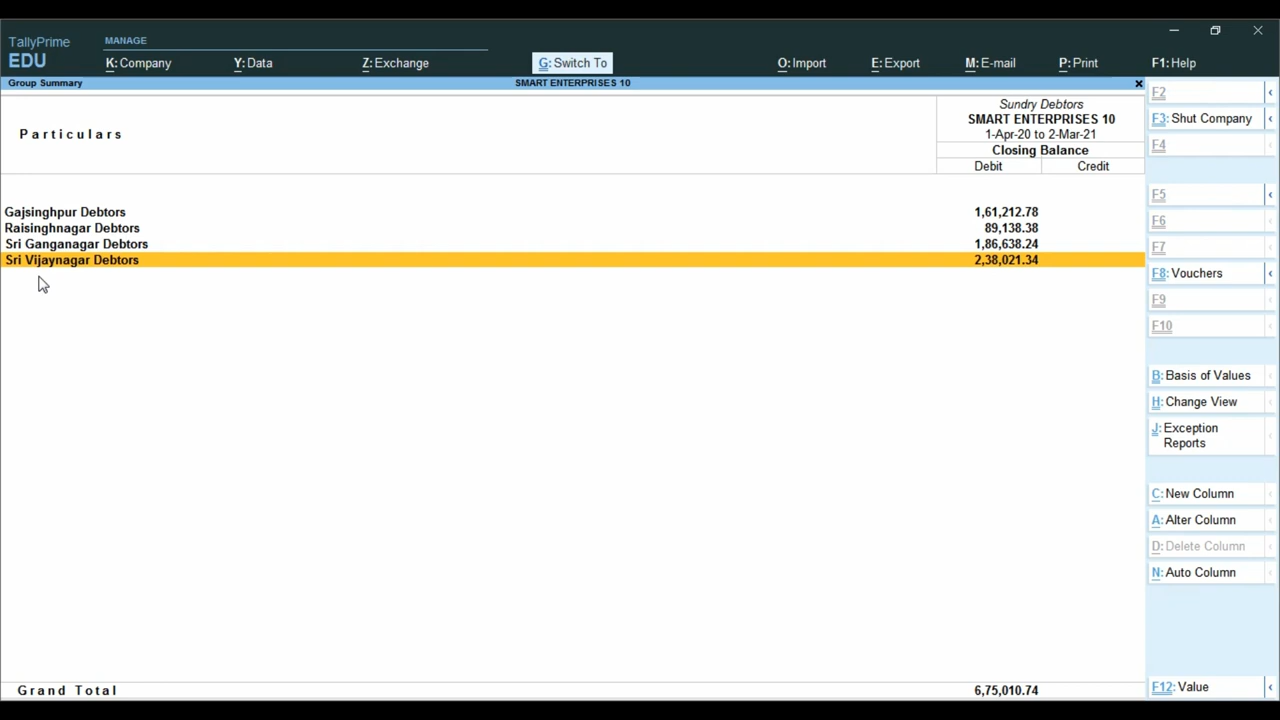 TallyPrime
EDU
MANAGE
K: Company
Y: Data
Z: Exchange
G: Switch To
O: Import
E: Export
M: E-mail
P: Print
F1: Help
Group Summary
SMART ENTERPRISES 10
Particulars
Sundry Debtors
SMART ENTERPRISES 10
1-Apr-20 to 2-Mar-21
Closing Balance
Debit Credit
Gajsinghpur Debtors 1,61,212.78
Raisinghnagar Debtors 89,138.38
Sri Ganganagar Debtors 1,86,638.24
Sri Vijaynagar Debtors 2,38,021.34
Grand Total 6,75,010.74
F2
F3: Shut Company
F4
F5
F6
F7
F8: Vouchers
F9
F10
B: Basis of Values
H: Change View
J: Exception
Reports
C: New Column
A: Alter Column
D: Delete Column
N: Auto Column
F12: Value